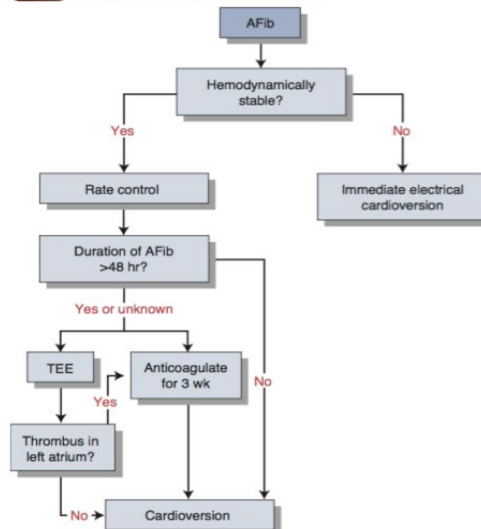 AFib
Hemodynamically
stable?
Yes
No
Rate control
Immediate electrical
cardioversion
Duration of AFib
>48 hr?
Yes or unknown
TEE
Anticoagulate
for 3 wk
Yes
No
Thrombus in
left atrium?
No
Cardioversion